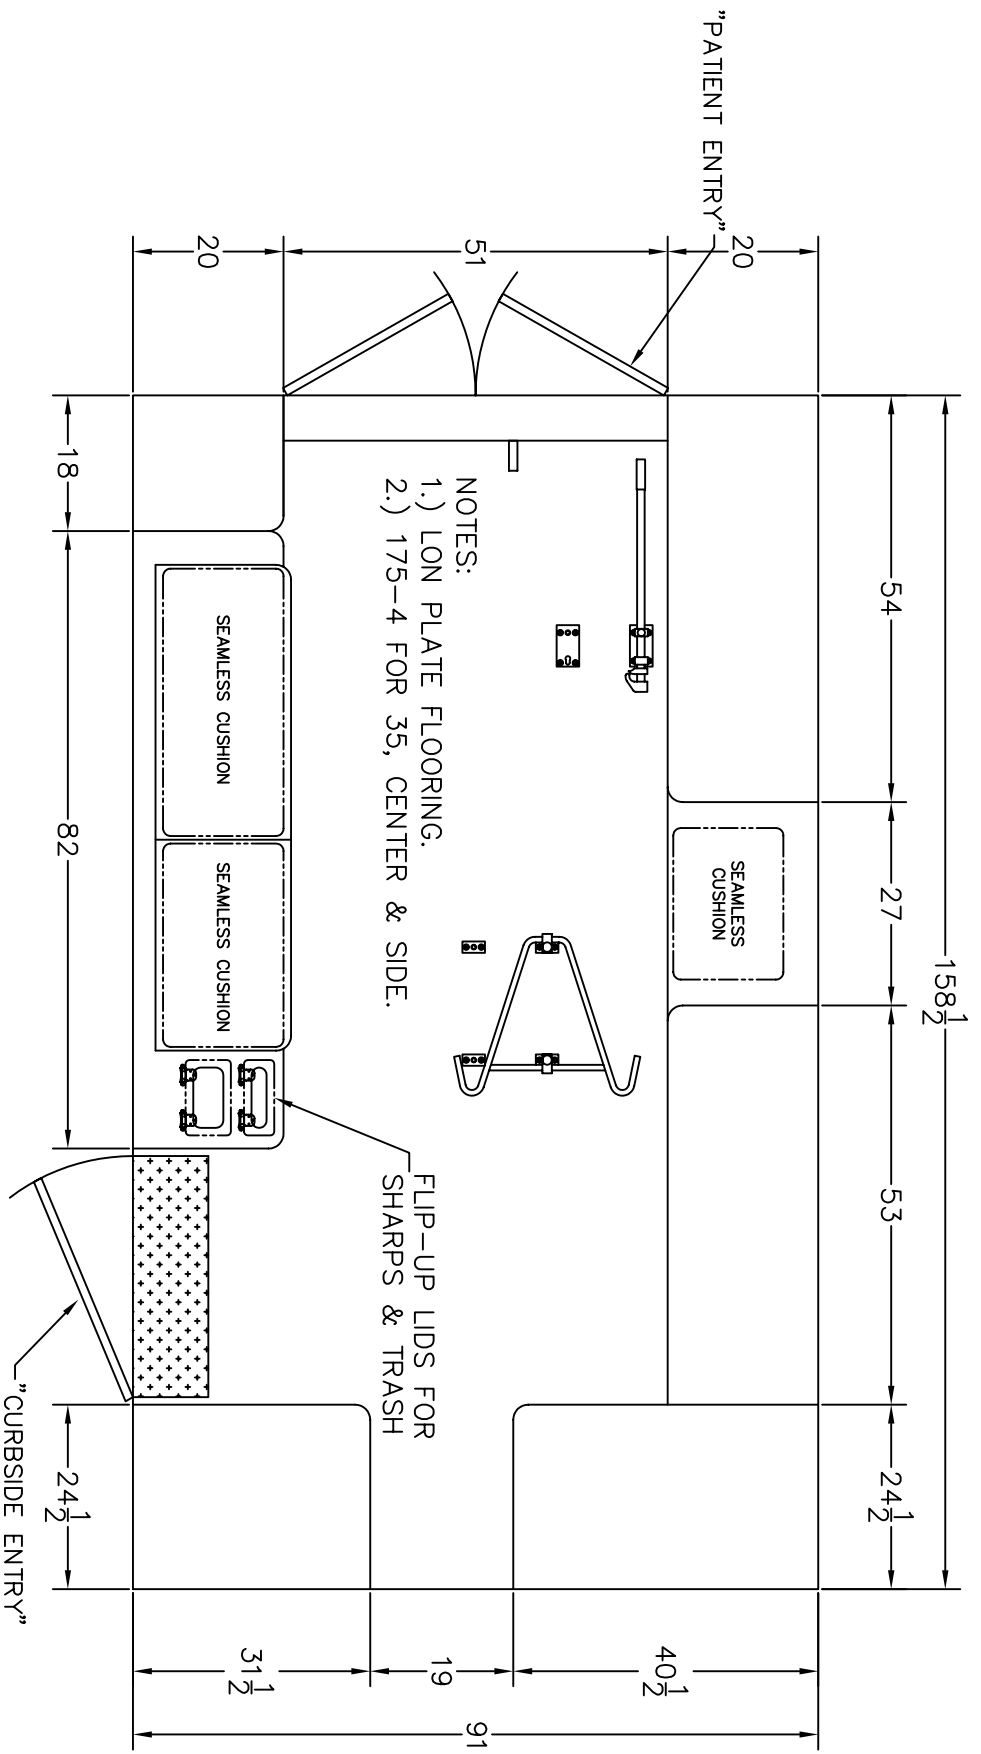 158 1/2
54
27
53
24 1/2
"PATIENT ENTRY"
20
51
20
SEAMLESS
CUSHION
NOTES:
1.) LON PLATE FLOORING.
2.) 175-4 FOR 35, CENTER & SIDE.
SEAMLESS CUSHION
SEAMLESS CUSHION
FLIP-UP LIDS FOR
SHARPS & TRASH
40 1/2
19
31 1/2
91
18
82
24 1/2
"CURBSIDE ENTRY"